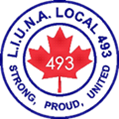 L.I.U.N.A. LOCAL 493
493
STRONG, PROUD, UNITED